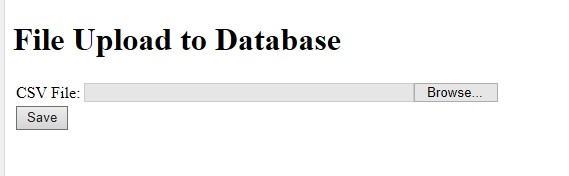 File Upload to Database
CSV File: Browse...
Save